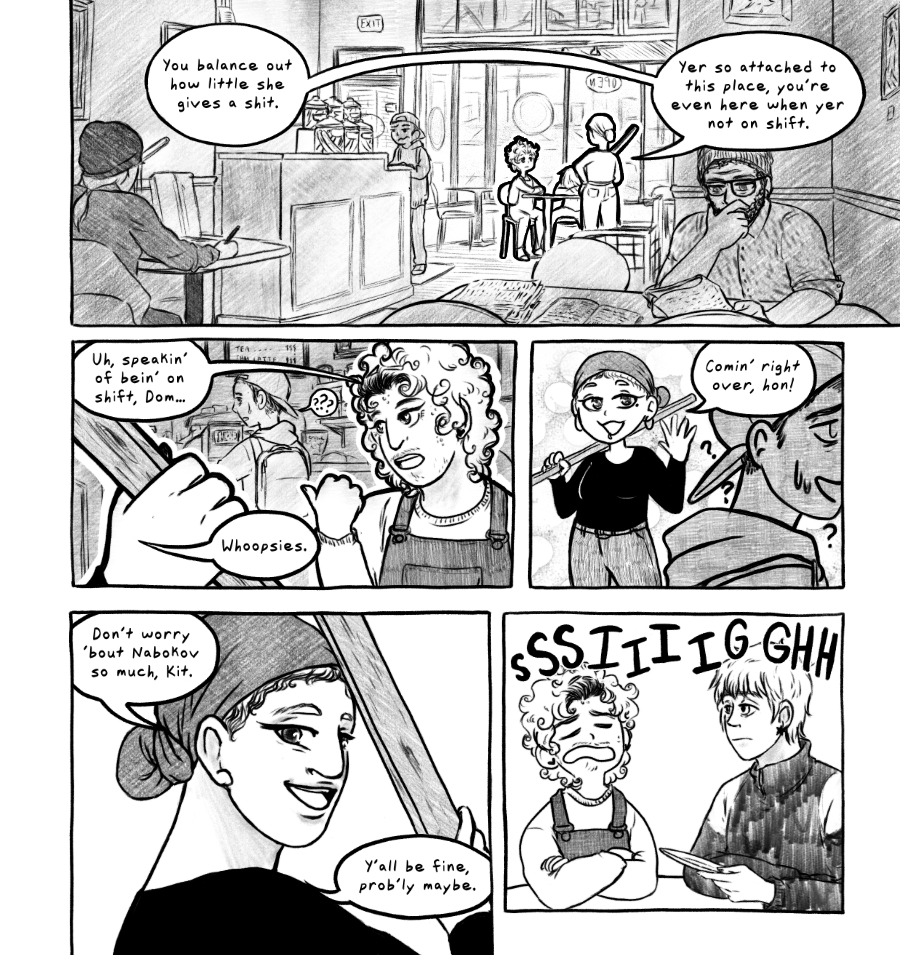 EXIT
You balance out
how little she
gives a shit.
Yer so attached to
this place, you're
even here when yer
not on shift.
OPEN
Uh, speakin'
of bein' on
shift, Dom...
TEA ..... $$$
???
Whoopsies.
Comin' right
over, hon!
?
?
?
?
Don't worry
'bout Nabokov
so much, Kit.
Y'all be fine,
prob'ly maybe.
SSSIIIIGGHH